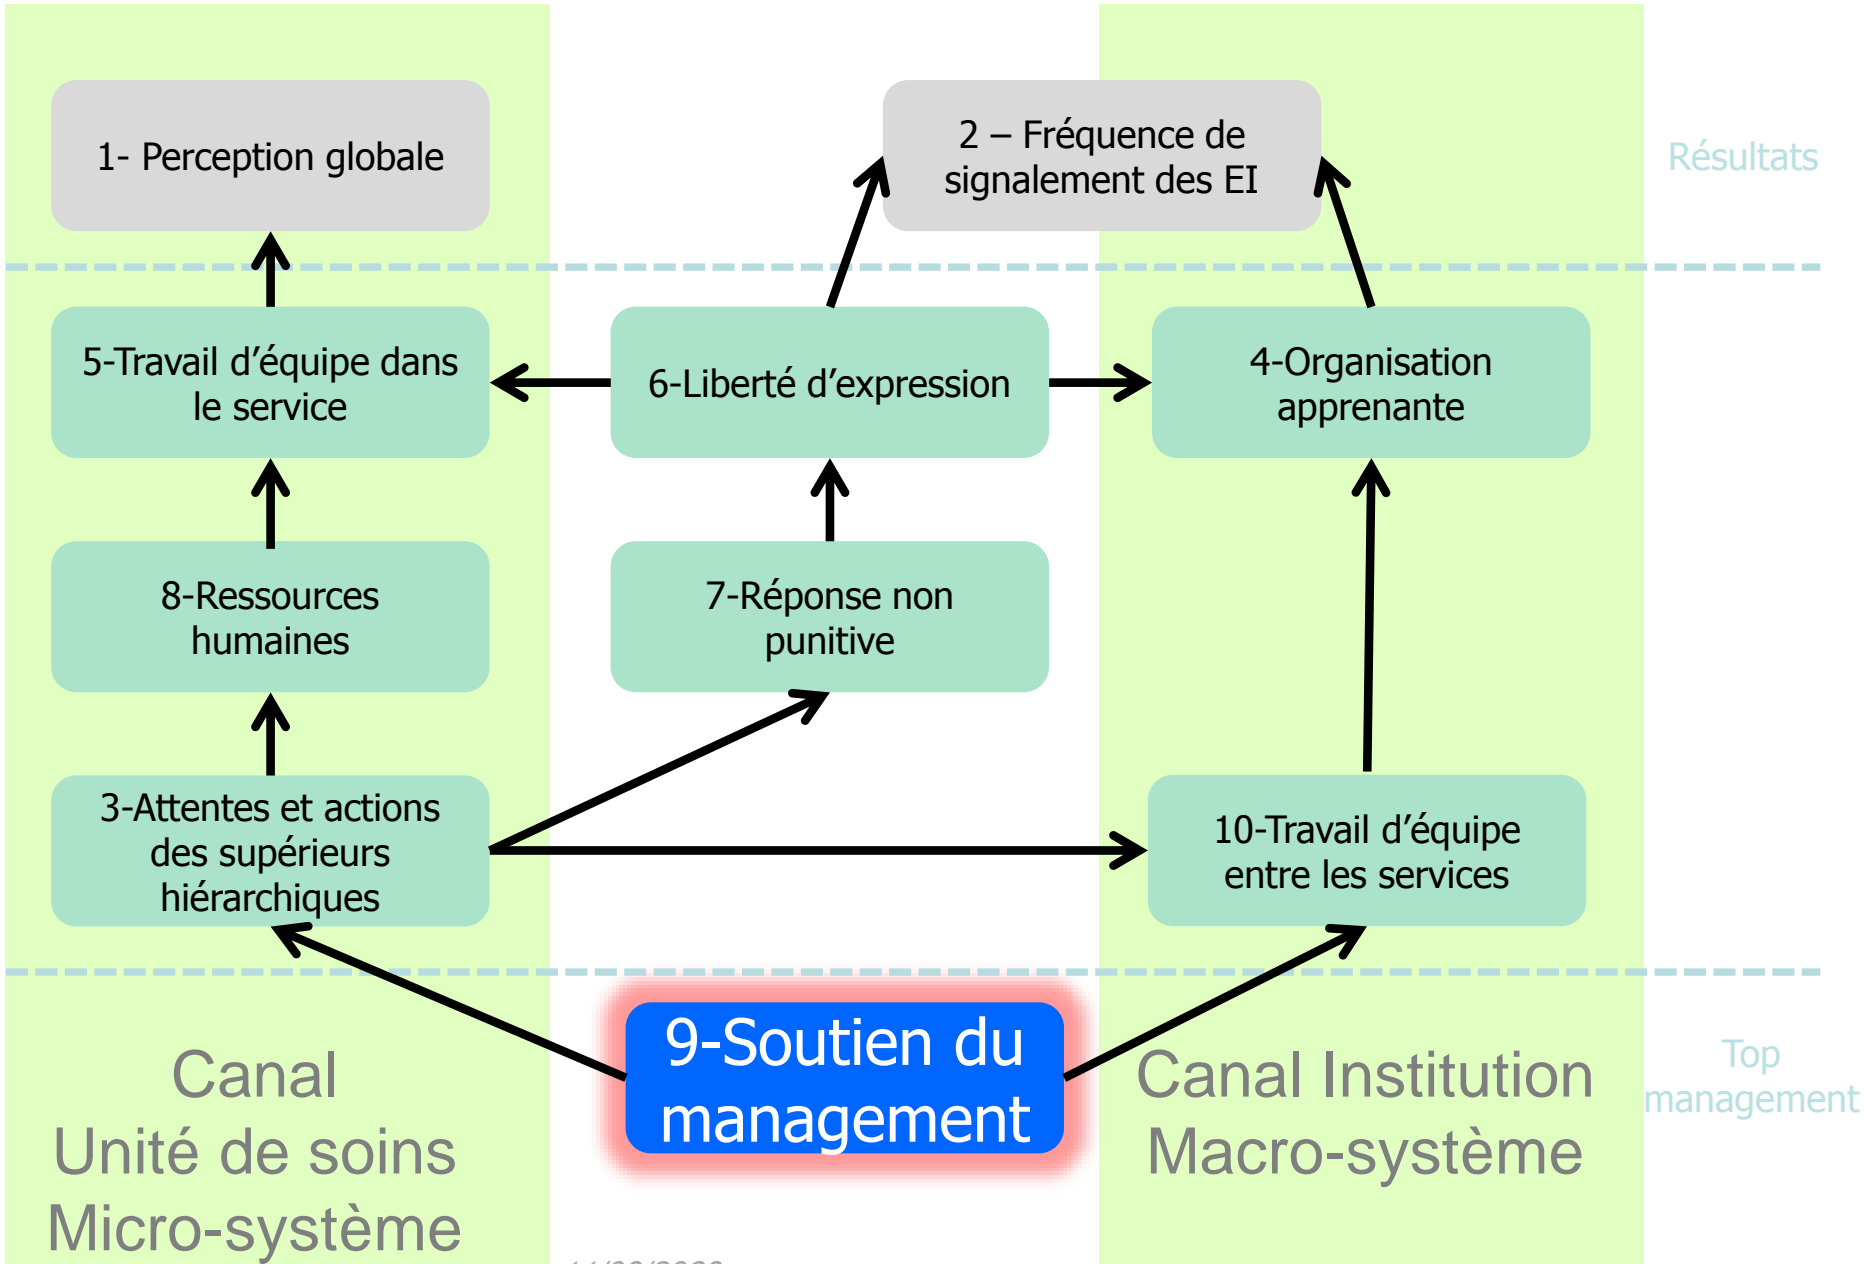 1- Perception globale
2 – Fréquence de
signalement des EI
Résultats
5-Travail d’équipe dans
le service
6-Liberté d’expression
4-Organisation
apprenante
8-Ressources
humaines
7-Réponse non
punitive
3-Attentes et actions
des supérieurs
hiérarchiques
10-Travail d’équipe
entre les services
9-Soutien du
management
Canal
Unité de soins
Micro-système
Canal Institution
Macro-système
Top
management